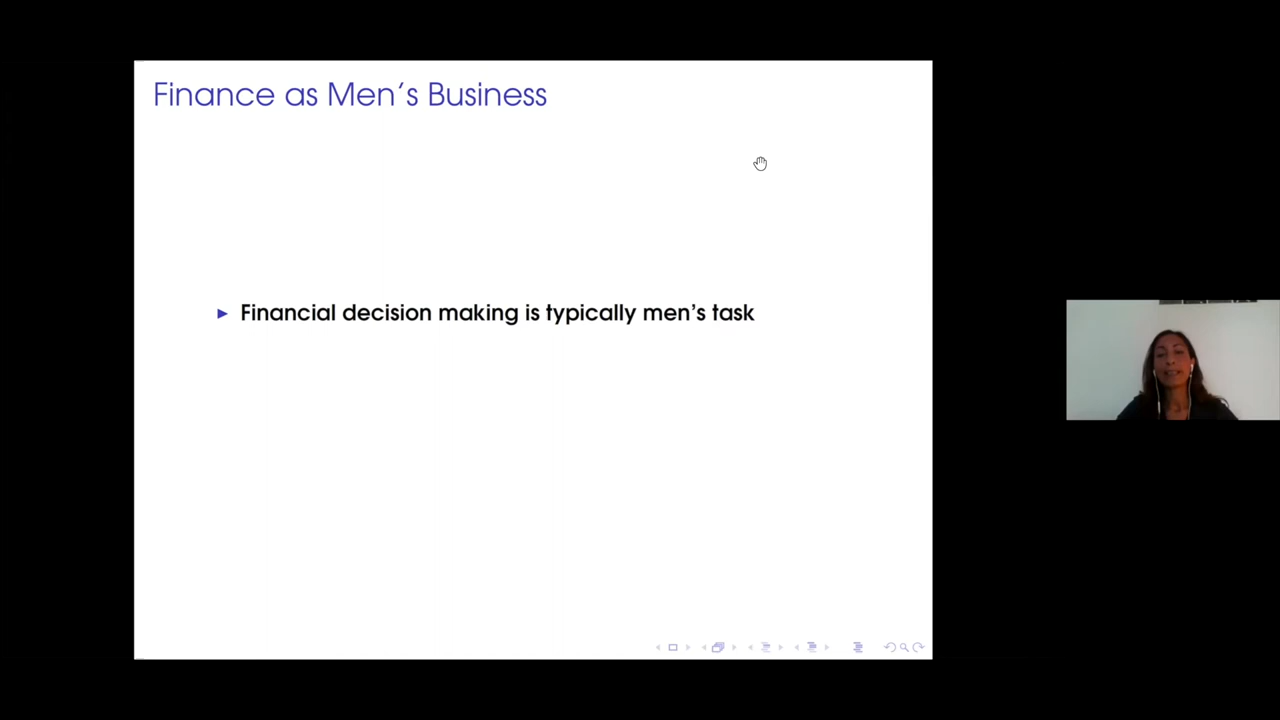 Finance as Men´s Business
Financial decision making is typically men’s task